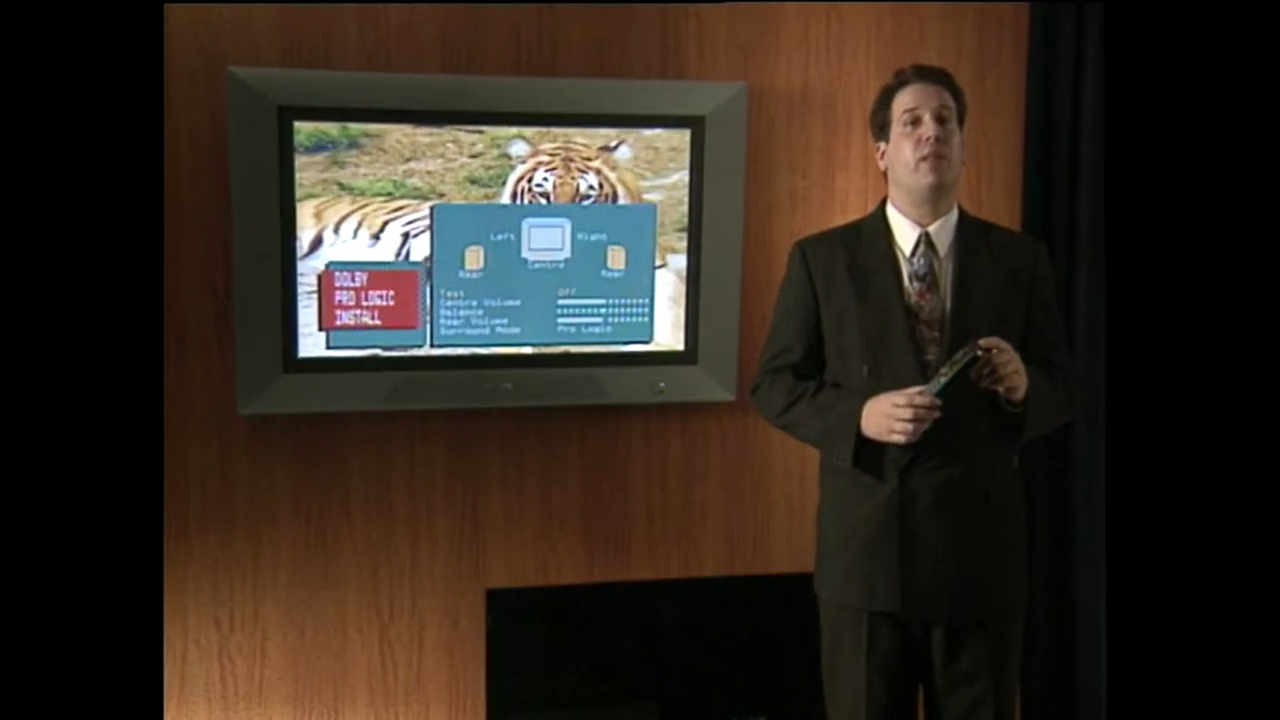 Left
Right
Centre
Rear
Rear
DOLBY
PRO LOGIC
INSTALL
Test Off
Centre Volume
Balance
Rear Volume
Surround Mode Pro Logic